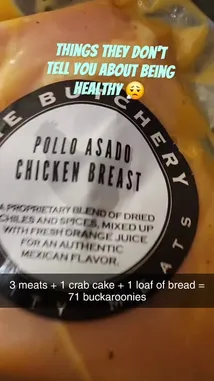 THINGS THEY DON'T
TELL YOU ABOUT BEING
HEALTHY 😥
THE BUTCHERY
POLLO ASADO
CHICKEN BREAST
A PROPRIETARY BLEND OF DRIED
CHILES AND SPICES, MIXED UP
WITH FRESH ORANGE JUICE
FOR AN AUTHENTIC
MEXICAN FLAVOR.
3 meats + 1 crab cake + 1 loaf of bread =
71 buckaroonies
MEATS